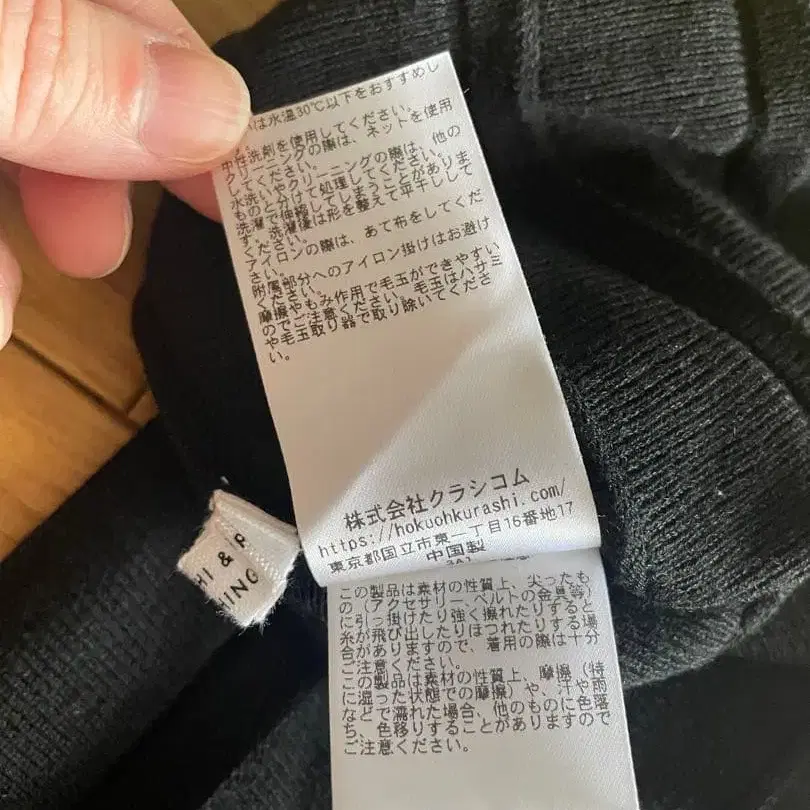 は水温30℃以下をおすすめし
中性洗剤を使用してください。
クリーニングの際は、ネットを使用
してください。
水洗いやクリーニングの際は、他の
ものと分けて処理してください。
洗濯で伸縮してしまうことがありま
す。洗濯後は形を整えて平干しして
ください。
アイロンの際は、あて布をしてくだ
さい。
附属部分へのアイロン掛けはお避け
ください。
摩擦やもみ作用で毛玉ができやすい
のでご注意ください。毛玉はハサミ
や毛玉取り器で取り除いてくださ
い。
株式会社クラシコム
https://hokuohkurashi.com/
東京都国立市東一丁目16番地17
中国製
HI & P
HING
この製品は素材の性質上、尖ったも
の（アクセサリー・ベルトの金具等）
に引っ掛けたり強く擦れたりすると
糸が飛び出したりほつれたりする場
合がありますので、着用の際は十分
ご注意ください。
この製品は素材の性質上、摩擦（特
に湿った状態での摩擦）や、汗や雨
などで濡れた場合、他のものに色落
ち、色移りすることがありますので
ご注意ください。